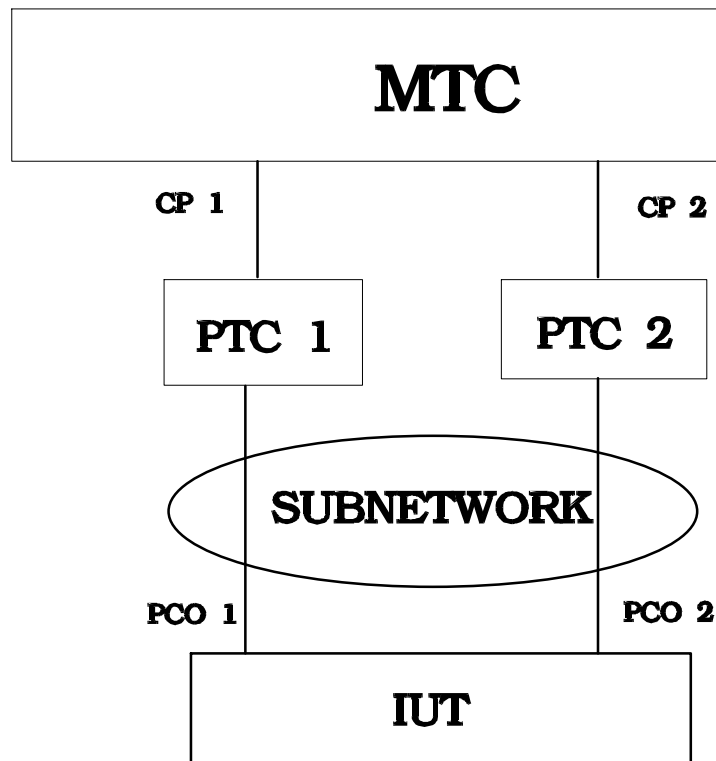 MTC
CP 1
CP 2
PTC 1
PTC 2
SUBNETWORK
PCO 1
PCO 2
IUT